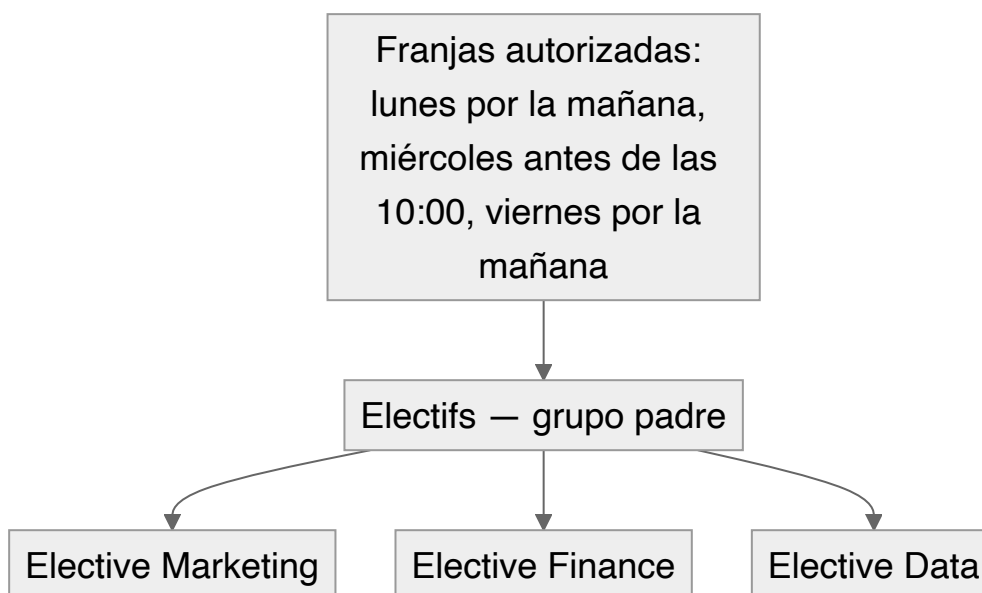 Franjas autorizadas:
lunes por la mañana,
miércoles antes de las
10:00, viernes por la
mañana
Electifs — grupo padre
Elective Marketing
Elective Finance
Elective Data